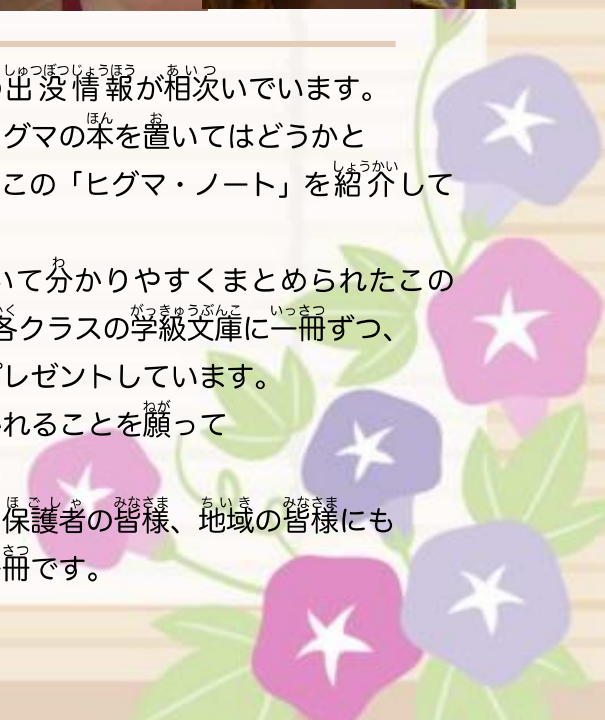 出没情報が相次いでいます。
グマの本を置いてはどうかと
この「ヒグマ・ノート」を紹介して
いて分かりやすくまとめられたこの
各クラスの学級文庫に一冊ずつ、
プレゼントしています。
れることを願って
保護者の皆様、地域の皆様にも
冊です。